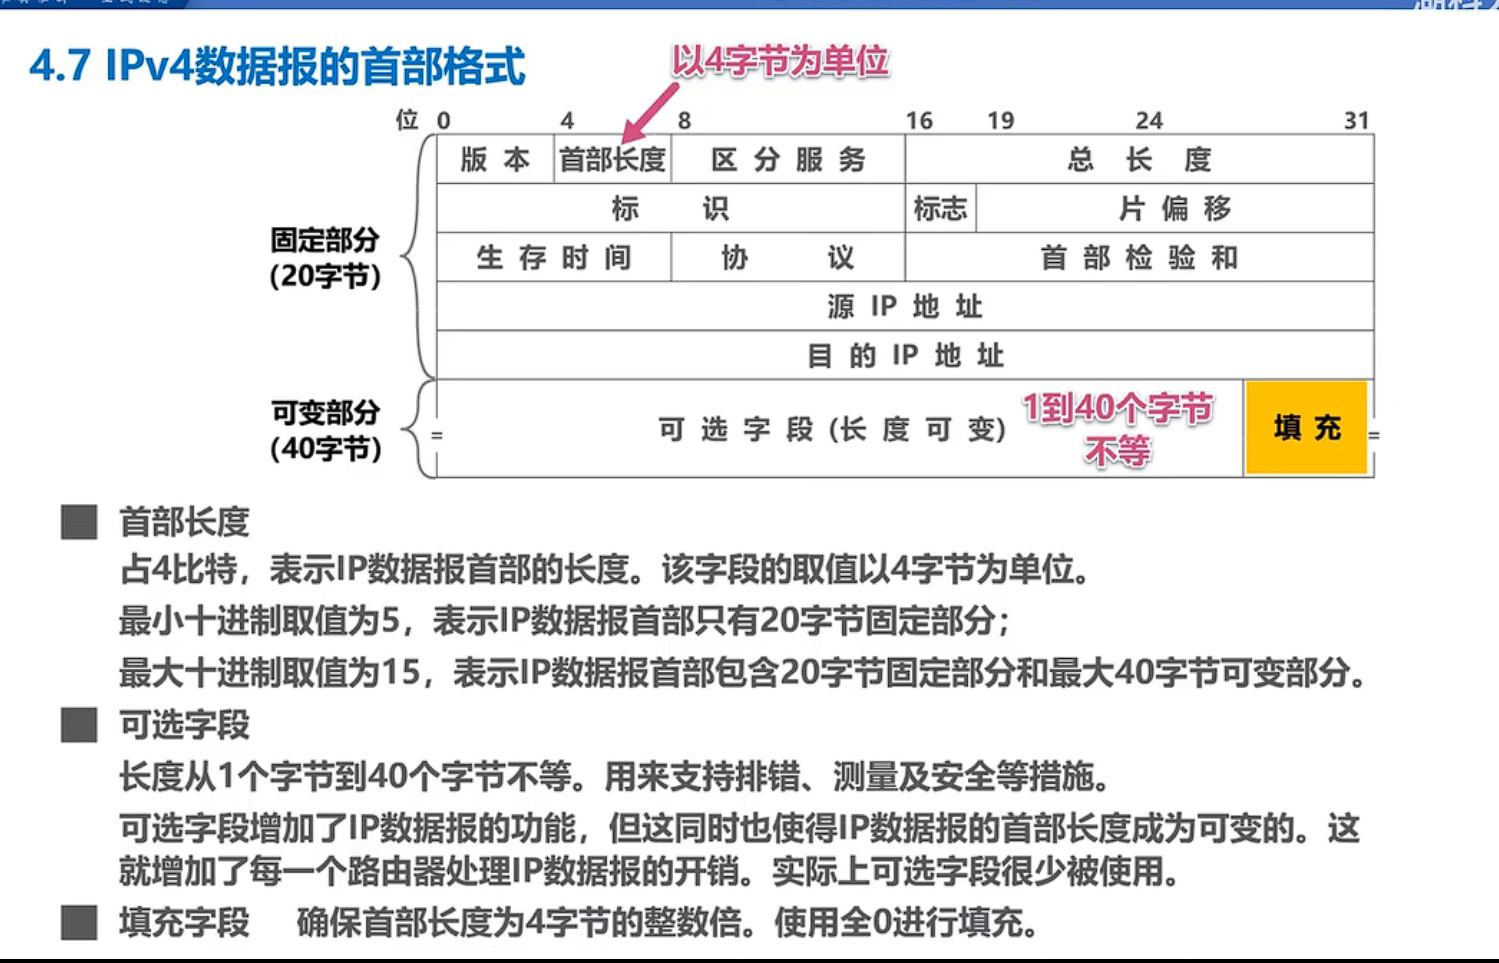 4.7 IPv4数据报的首部格式
以4字节为单位
位 0 4 8 16 19 24 31
版 本 首部长度 区 分 服 务 总 长 度
标 识 标志 片 偏 移
固定部分
(20字节)
生 存 时 间 协 议 首 部 检 验 和
源 IP 地 址
目 的 IP 地 址
可变部分
(40字节)
可 选 字 段 (长 度 可 变) 1到40个字节
不等
填 充
首部长度
占4比特，表示IP数据报首部的长度。该字段的取值以4字节为单位。
最小十进制取值为5，表示IP数据报首部只有20字节固定部分；
最大十进制取值为15，表示IP数据报首部包含20字节固定部分和最大40字节可变部分。
可选字段
长度从1个字节到40个字节不等。用来支持排错、测量及安全等措施。
可选字段增加了IP数据报的功能，但这同时也使得IP数据报的首部长度成为可变的。这
就增加了每一个路由器处理IP数据报的开销。实际上可选字段很少被使用。
填充字段 确保首部长度为4字节的整数倍。使用全0进行填充。